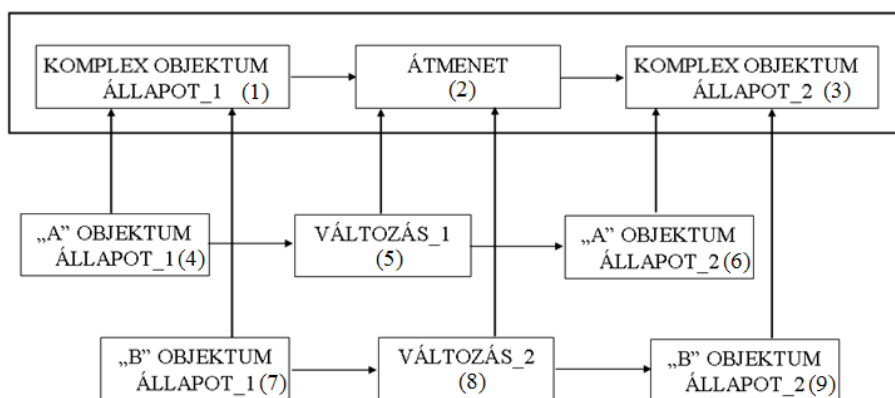 KOMPLEX OBJEKTUM
ÁLLAPOT_1 (1)
ÁTMENET
(2)
KOMPLEX OBJEKTUM
ÁLLAPOT_2 (3)
„A” OBJEKTUM
ÁLLAPOT_1 (4)
VÁLTOZÁS_1
(5)
„A” OBJEKTUM
ÁLLAPOT_2 (6)
„B” OBJEKTUM
ÁLLAPOT_1 (7)
VÁLTOZÁS_2
(8)
„B” OBJEKTUM
ÁLLAPOT_2 (9)